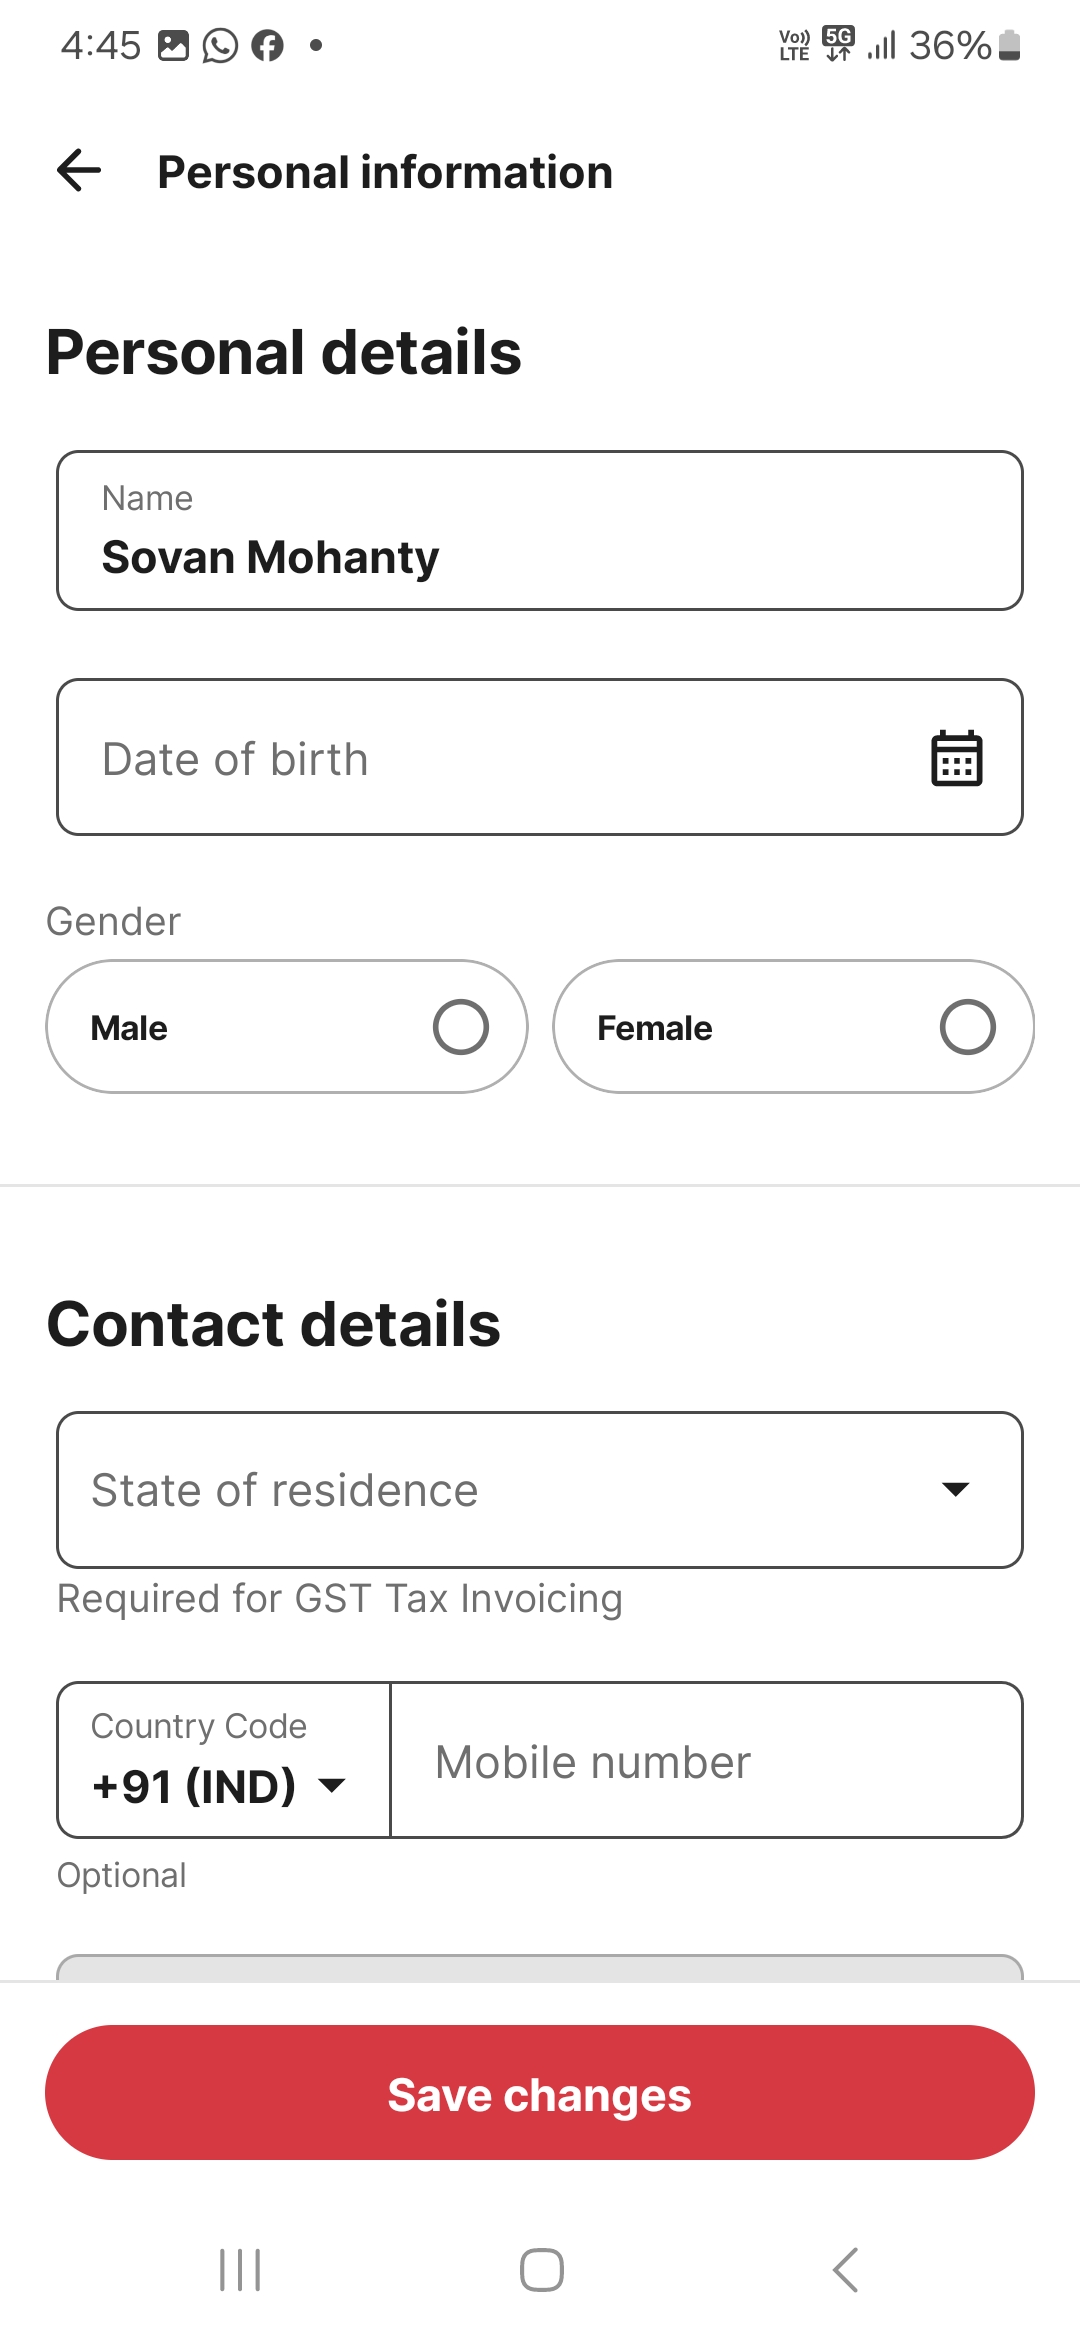 4:45 Vo)) LTE 5G 36%
Personal information
Personal details
Name
Sovan Mohanty
Date of birth
Gender
Male Female
Contact details
State of residence
Required for GST Tax Invoicing
Country Code
+91 (IND) Mobile number
Optional
Save changes